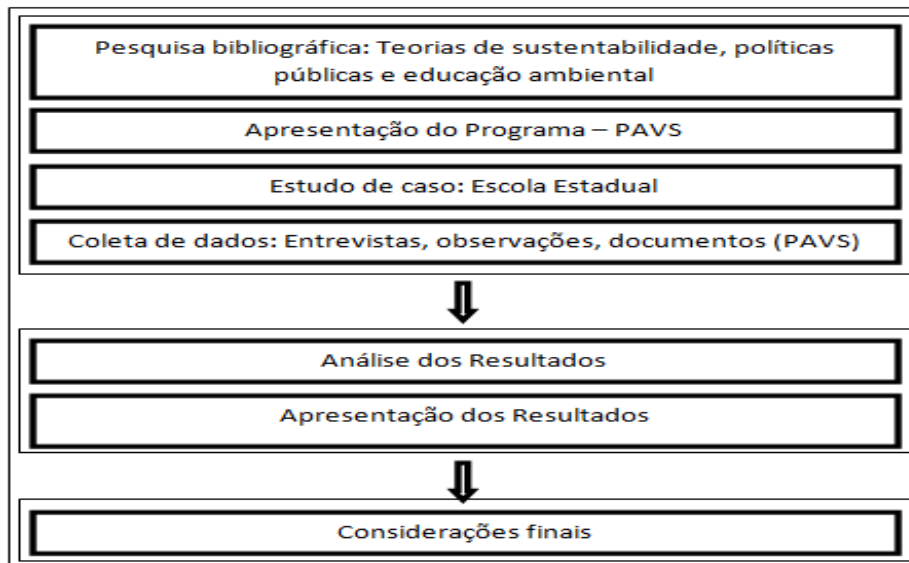 Pesquisa bibliográfica: Teorias de sustentabilidade, políticas
públicas e educação ambiental
Apresentação do Programa – PAVS
Estudo de caso: Escola Estadual
Coleta de dados: Entrevistas, observações, documentos (PAVS)
Análise dos Resultados
Apresentação dos Resultados
Considerações finais